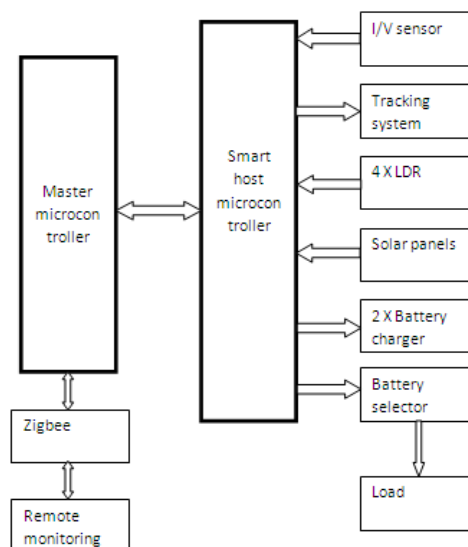 Master
microcon
troller
Zigbee
Remote
monitoring
Smart
host
microcon
troller
I/V sensor
Tracking
system
4 X LDR
Solar panels
2 X Battery
charger
Battery
selector
Load